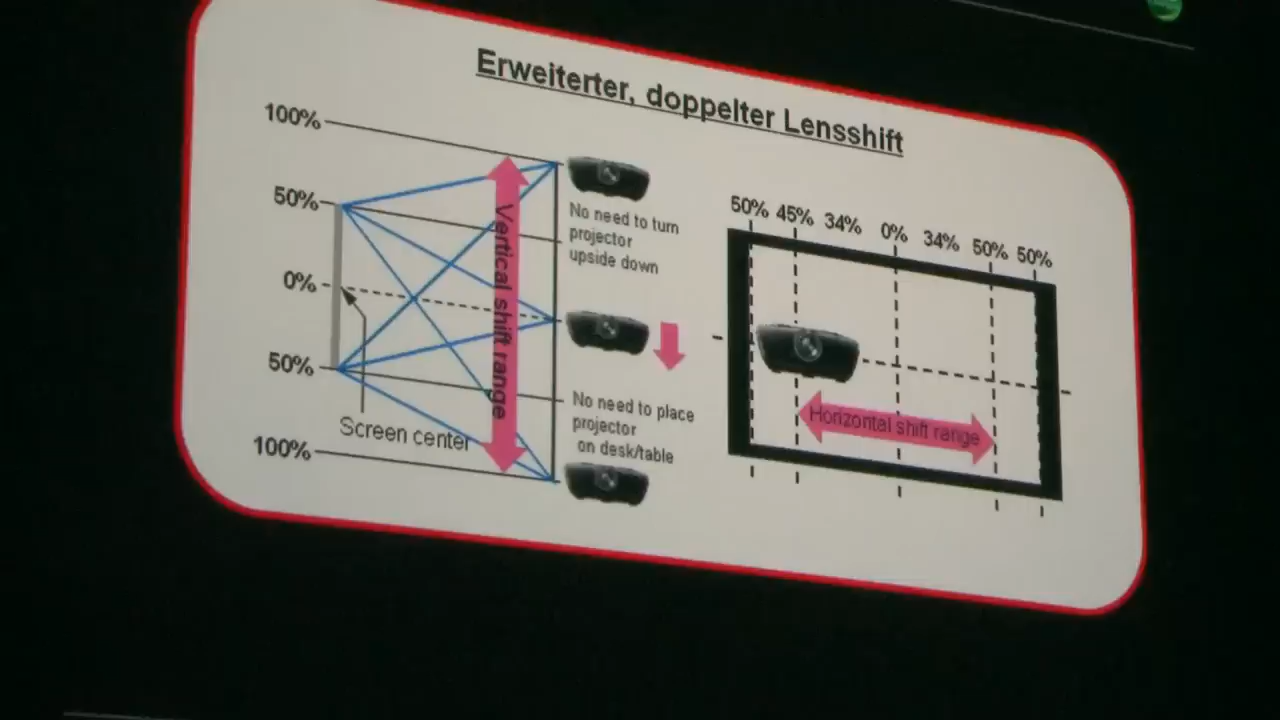 Erweiterter, doppelter Lensshift
100%
50%
0%
50%
100%
Vertical shift range
Screen center
No need to turn
projector
upside down
No need to place
projector
on desk/table
50% 45% 34% 0% 34% 50% 50%
Horizontal shift range